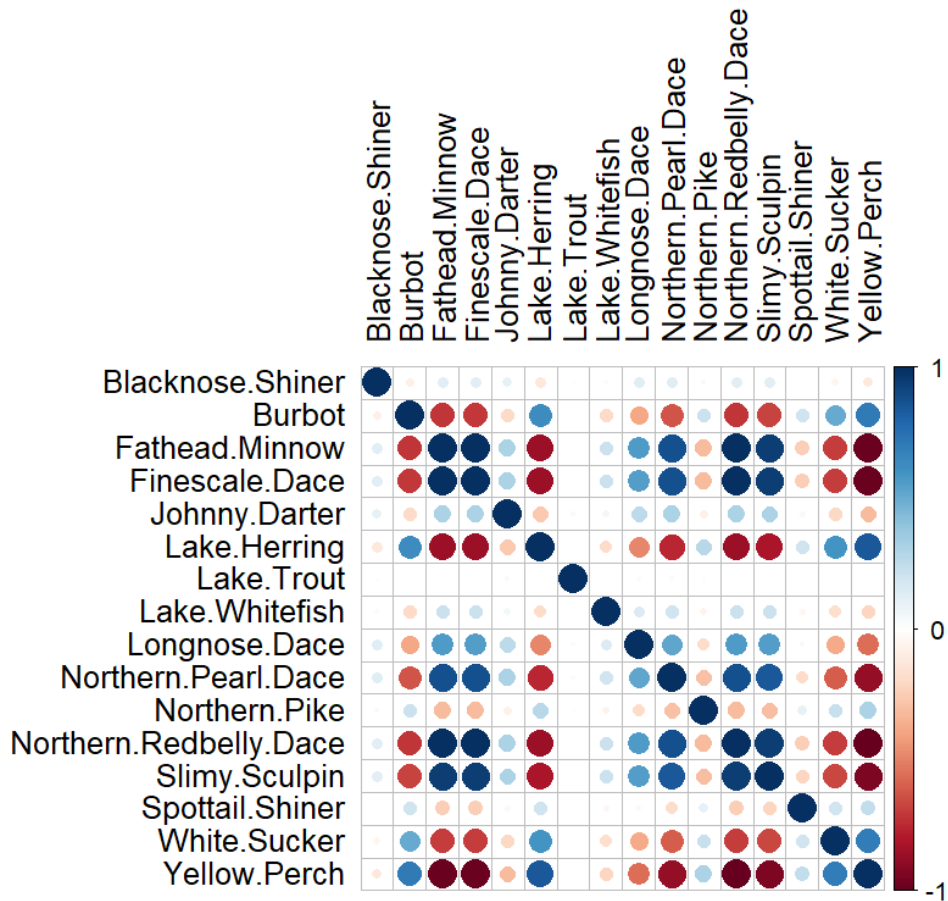 Blacknose.Shiner
Burbot
Fathead.Minnow
Finescale.Dace
Johnny.Darter
Lake.Herring
Lake.Trout
Lake.Whitefish
Longnose.Dace
Northern.Pearl.Dace
Northern.Pike
Northern.Redbelly.Dace
Slimy.Sculpin
Spottail.Shiner
White.Sucker
Yellow.Perch
Blacknose.Shiner
Burbot
Fathead.Minnow
Finescale.Dace
Johnny.Darter
Lake.Herring
Lake.Trout
Lake.Whitefish
Longnose.Dace
Northern.Pearl.Dace
Northern.Pike
Northern.Redbelly.Dace
Slimy.Sculpin
Spottail.Shiner
White.Sucker
Yellow.Perch
1
0
-1